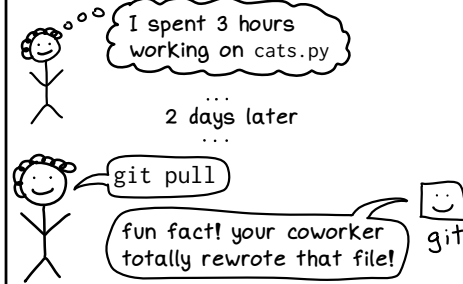 I spent 3 hours
working on cats.py
...
2 days later
...
git pull
fun fact! your coworker
totally rewrote that file!
git